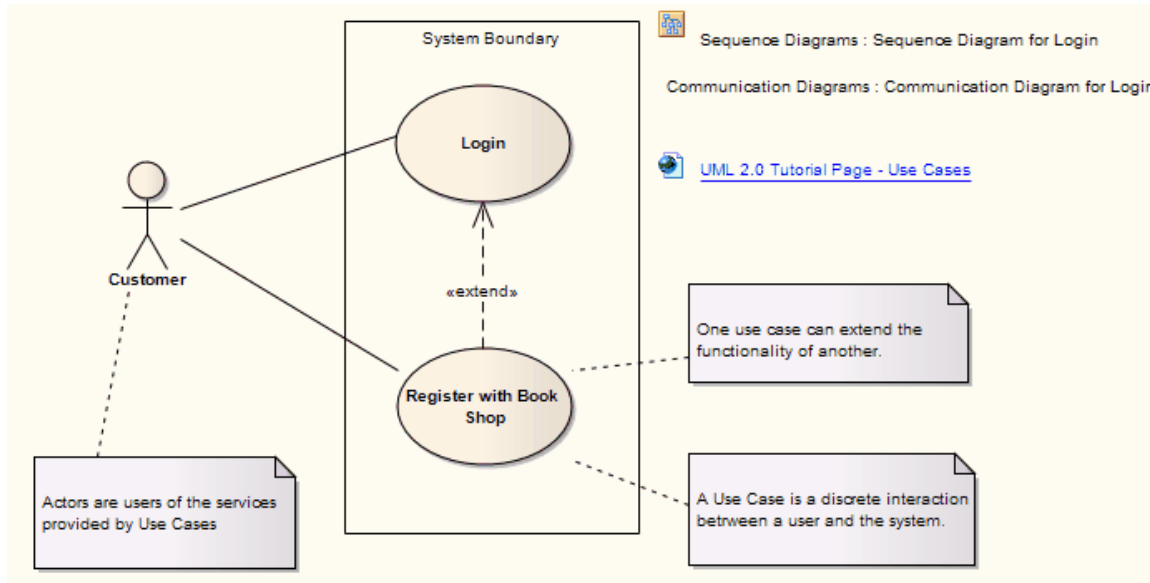 System Boundary
Sequence Diagrams : Sequence Diagram for Login
Communication Diagrams : Communication Diagram for Login
Login
UML 2.0 Tutorial Page - Use Cases
Customer
«extend»
One use case can extend the
functionality of another.
Register with Book
Shop
Actors are users of the services
provided by Use Cases
A Use Case is a discrete interaction
betrween a user and the system.